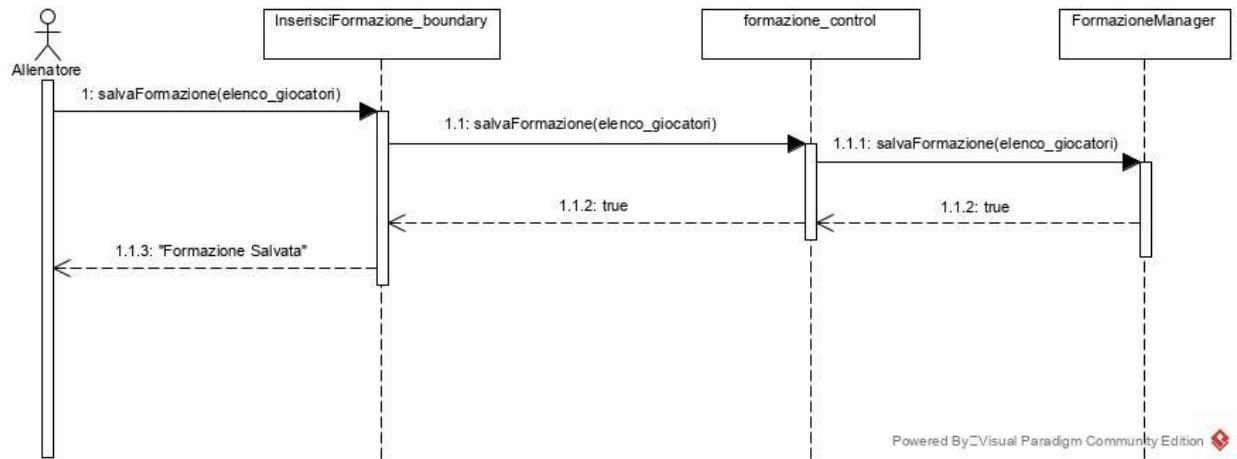 InserisciFormazione_boundary
formazione_control
FormazioneManager
Allenatore
1: salvaFormazione(elenco_giocatori)
1.1: salvaFormazione(elenco_giocatori)
1.1.1: salvaFormazione(elenco_giocatori)
1.1.2: true
1.1.2: true
1.1.3: "Formazione Salvata"
Powered By Visual Paradigm Community Edition